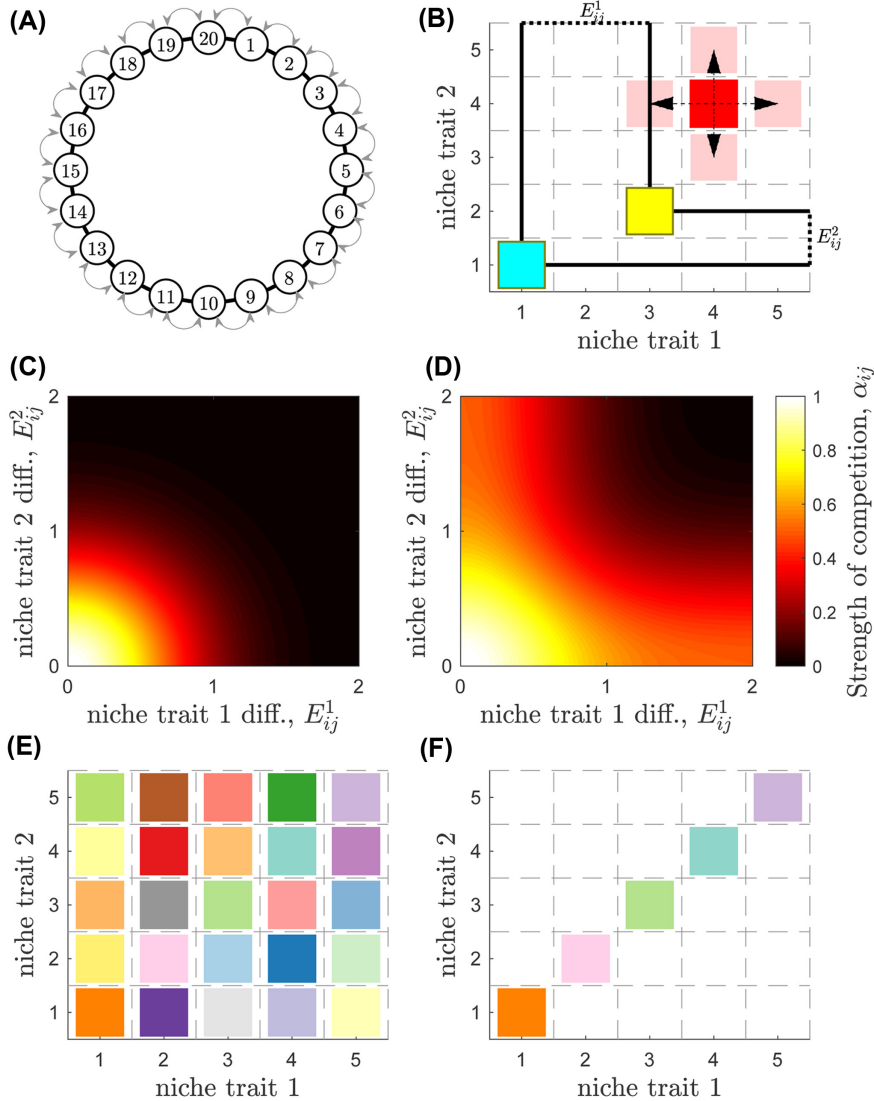 (A)
20
1
2
3
4
5
6
7
8
9
10
11
12
13
14
15
16
17
18
19
(B)
E^1_{ij}
5
4
3
2
1
niche trait 2
E^2_{ij}
1 2 3 4 5
niche trait 1
(C)
2
1
0
niche trait 2 diff., E^2_{ij}
0 1 2
niche trait 1 diff., E^1_{ij}
(D)
2
1
0
niche trait 2 diff., E^2_{ij}
0 1 2
niche trait 1 diff., E^1_{ij}
1
0.8
0.6
0.4
0.2
0
Strength of competition, α_{ij}
(E)
5
4
3
2
1
niche trait 2
1 2 3 4 5
niche trait 1
(F)
5
4
3
2
1
niche trait 2
1 2 3 4 5
niche trait 1